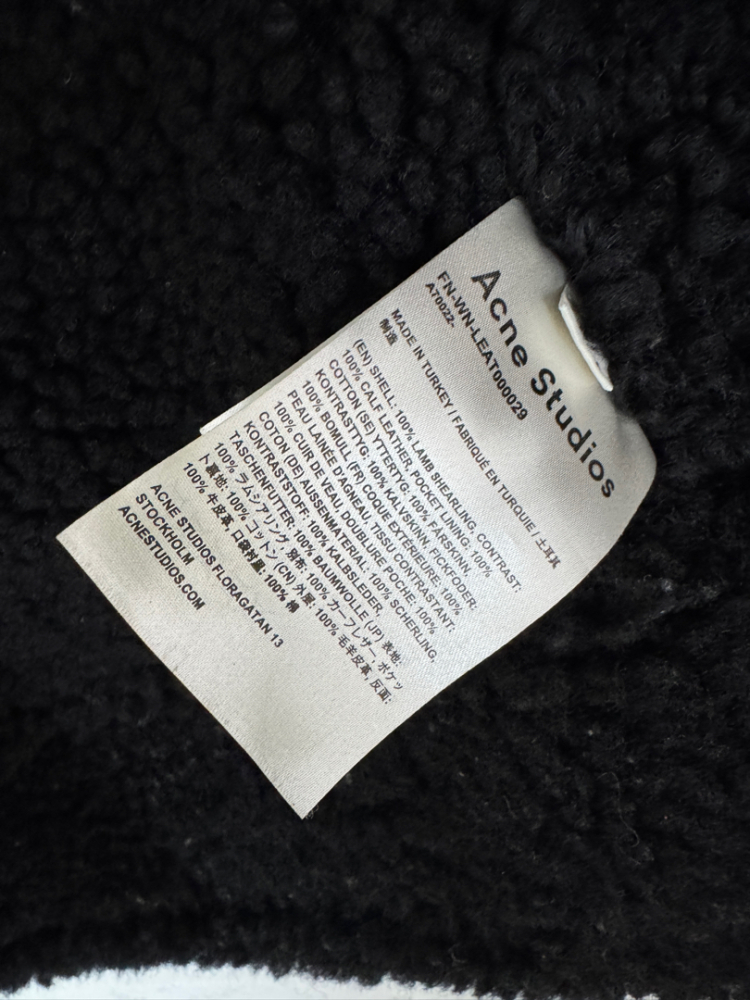 Acne Studios
FN-WN-LEAT000029
A70022-
MADE IN TURKEY / FABRIQUÉ EN TURQUIE / 土耳其
制造
(EN) SHELL: 100% LAMB SHEARLING, CONTRAST:
100% CALF LEATHER, POCKET LINING: 100%
COTTON (SE) YTTERTYG: 100% FÅRSKINN,
KONTRASTTYG: 100% KALVSKINN, FICKFODER:
100% BOMULL (FR) COQUE EXTÉRIEURE: 100%
PEAU LAINÉE D'AGNEAU, TISSU CONTRASTANT:
100% CUIR DE VEAU, DOUBLURE POCHE: 100%
COTON (DE) AUSSENMATERIAL: 100% SCHERLING,
KONTRASTSTOFF: 100% KALBSLEDER,
TASCHENFUTTER: 100% BAUMWOLLE (JP) 表地:
100% ラムシアリング, 別布: 100% カーフレザー, ポケッ
ト裏地: 100% コットン (CN) 外屋: 100% 毛羊皮革, 反面:
100% 牛皮革, 口袋衬里: 100% 棉
ACNE STUDIOS FLORAGATAN 13
STOCKHOLM
ACNESTUDIOS.COM